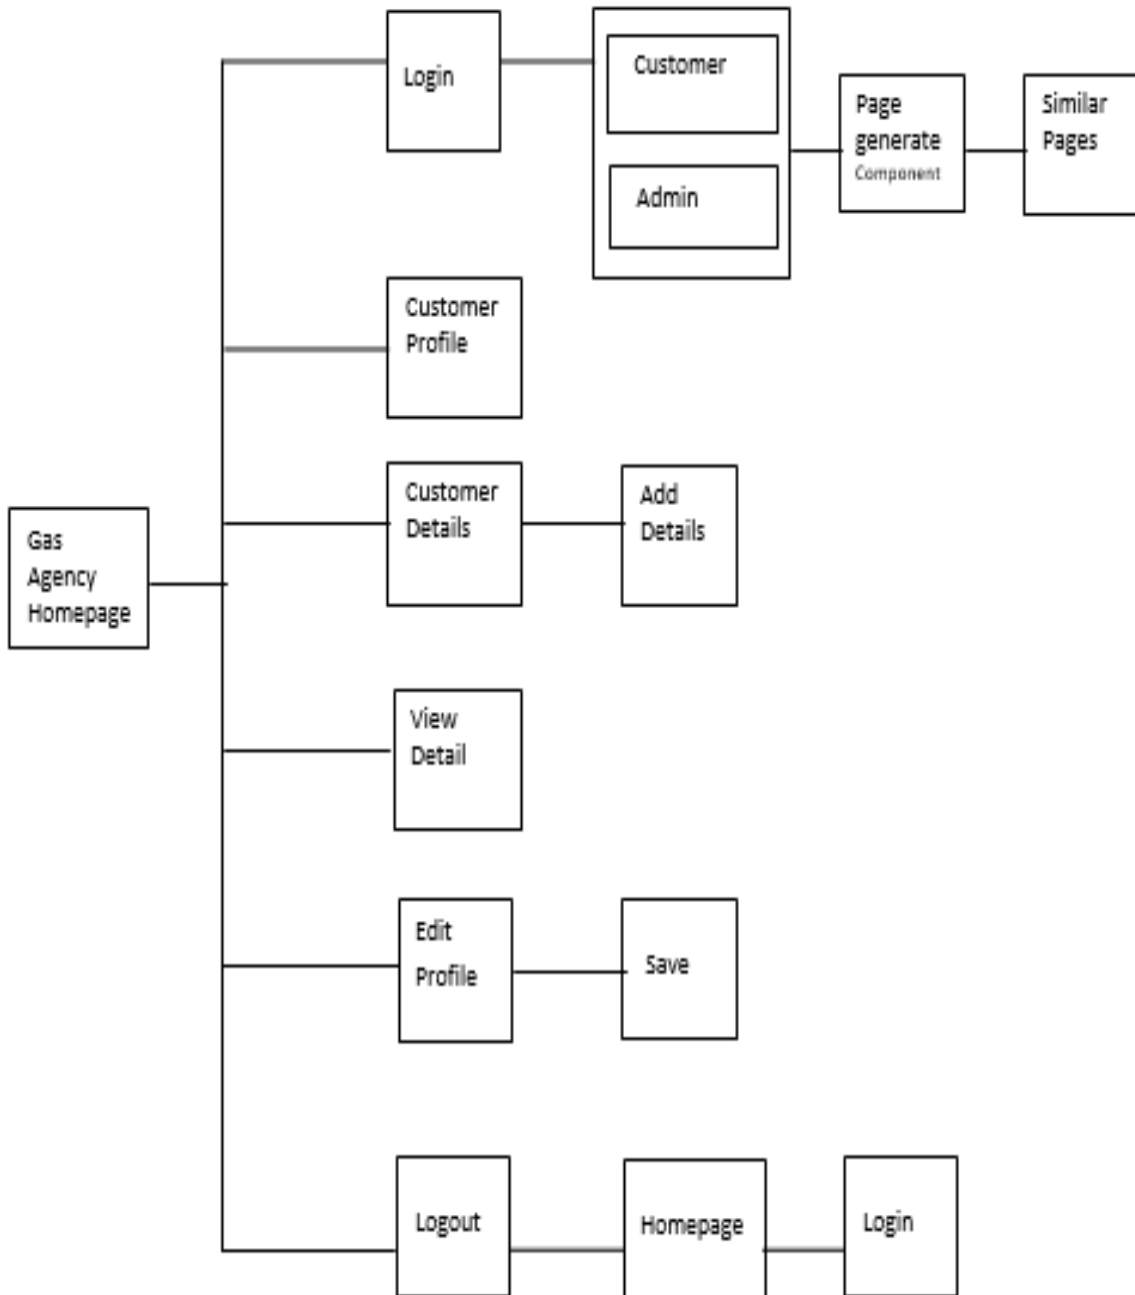 Login
Customer
Admin
Page
generate
Component
Similar
Pages
Customer
Profile
Customer
Details
Add
Details
Gas
Agency
Homepage
View
Detail
Edit
Profile
Save
Logout
Homepage
Login